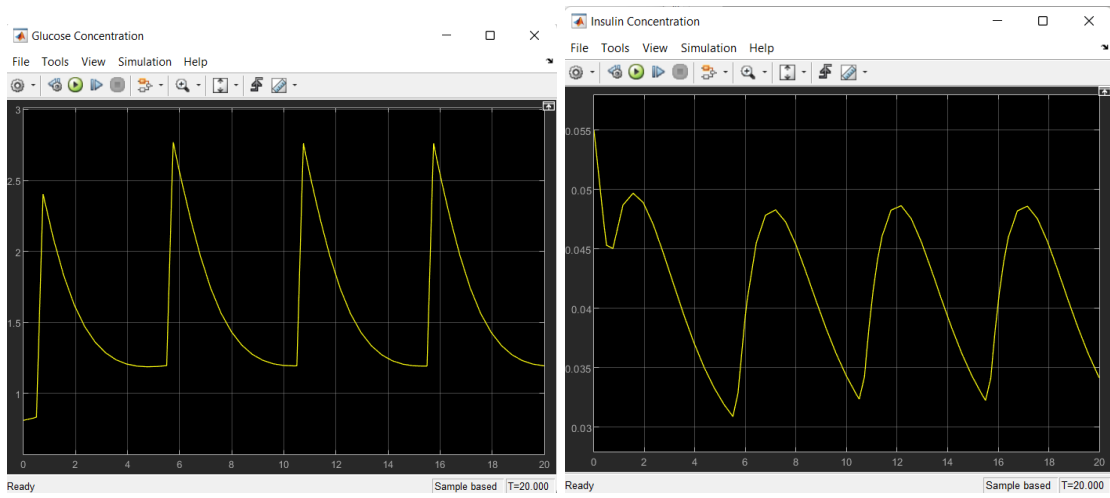 Glucose Concentration
File Tools View Simulation Help
3
2.5
2
1.5
1
0 2 4 6 8 10 12 14 16 18 20
Ready Sample based T=20.000
Insulin Concentration
File Tools View Simulation Help
0.055
0.05
0.045
0.04
0.035
0.03
0 2 4 6 8 10 12 14 16 18 20
Ready Sample based T=20.000